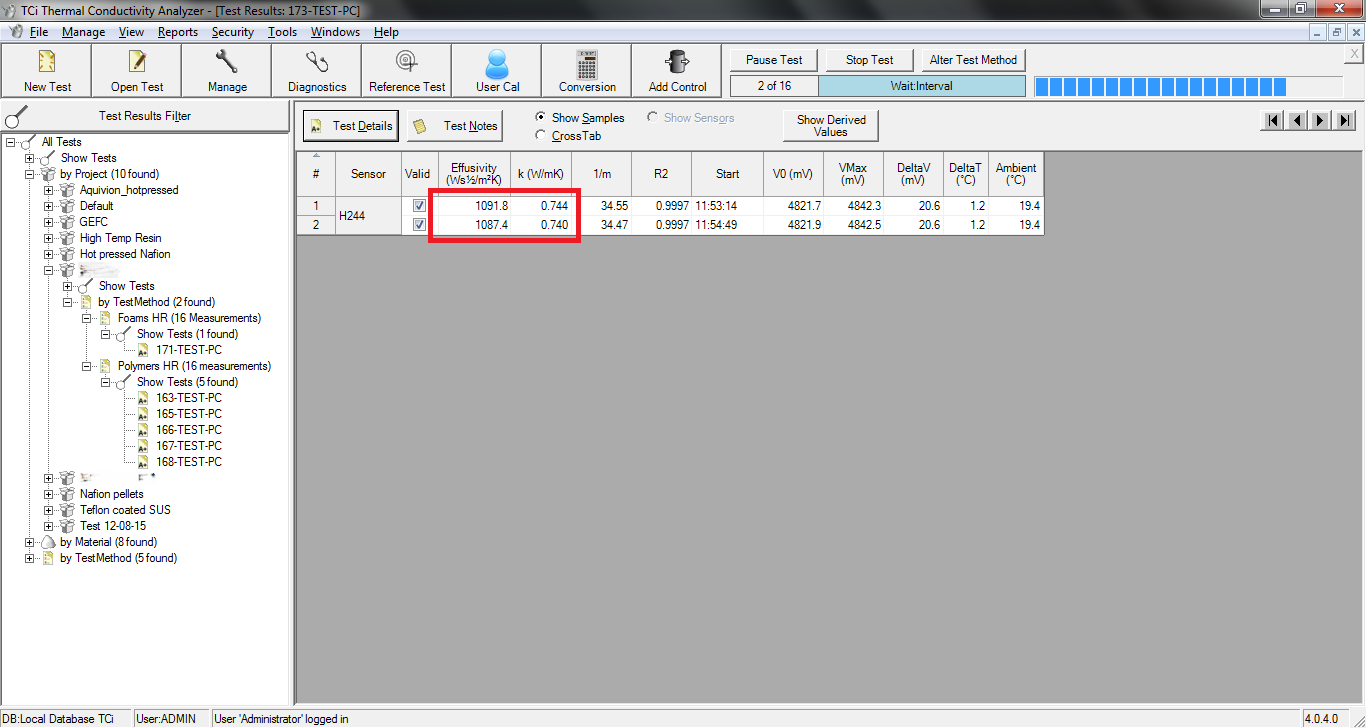 TCi Thermal Conductivity Analyzer - [Test Results: 173-TEST-PC]
File Manage View Reports Security Tools Windows Help
New Test Open Test Manage Diagnostics Reference Test User Cal Conversion Add Control
Pause Test Stop Test Alter Test Method
2 of 16 Wait:Interval
X
Test Results Filter
All Tests
Show Tests
by Project (10 found)
Aquivion_hotpressed
Default
GEFC
High Temp Resin
Hot pressed Nafion
Show Tests
by TestMethod (2 found)
Foams HR (16 Measurements)
Show Tests (1 found)
171-TEST-PC
Polymers HR (16 measurements)
Show Tests (5 found)
163-TEST-PC
165-TEST-PC
166-TEST-PC
167-TEST-PC
168-TEST-PC
Nafion pellets
Teflon coated SUS
Test 12-08-15
by Material (8 found)
by TestMethod (5 found)
Test Details Test Notes
Show Samples Show Sensors
CrossTab
Show Derived
Values
# Sensor Valid Effusivity (Ws½/m²K) k (W/mK) 1/m R2 Start V0 (mV) VMax (mV) DeltaV (mV) DeltaT (°C) Ambient (°C)
1 H244 1091.8 0.744 34.55 0.9997 11:53:14 4821.7 4842.3 20.6 1.2 19.4
2 1087.4 0.740 34.47 0.9997 11:54:49 4821.9 4842.5 20.6 1.2 19.4
DB:Local Database TCi User:ADMIN User 'Administrator' logged in 4.0.4.0